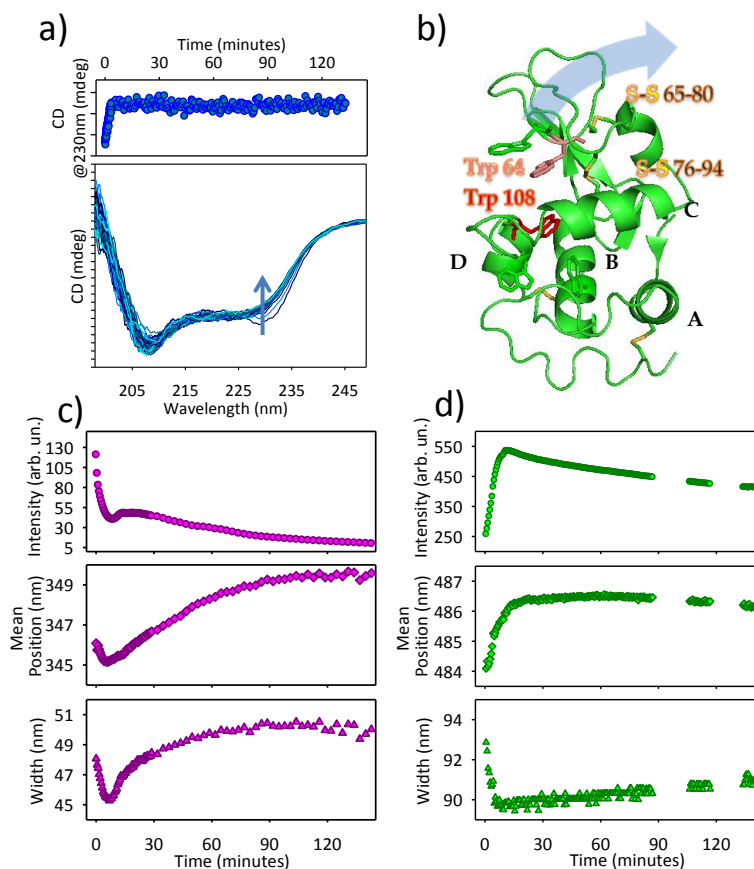 a)
Time (minutes)
0 30 60 90 120
CD
@230nm (mdeg)
CD (mdeg)
205 215 225 235 245
Wavelength (nm)
b)
S-S 65-80
Trp 64
S-S 76-94
Trp 108
C
D
B
A
c)
Intensity (arb. un.)
130
105
80
55
30
5
Mean
Position (nm)
349
347
345
Width (nm)
51
49
47
45
0 30 60 90 120
Time (minutes)
d)
Intensity (arb. un.)
550
450
350
250
Mean
Position (nm)
487
486
485
484
483
Width (nm)
94
92
90
0 30 60 90 120
Time (minutes)